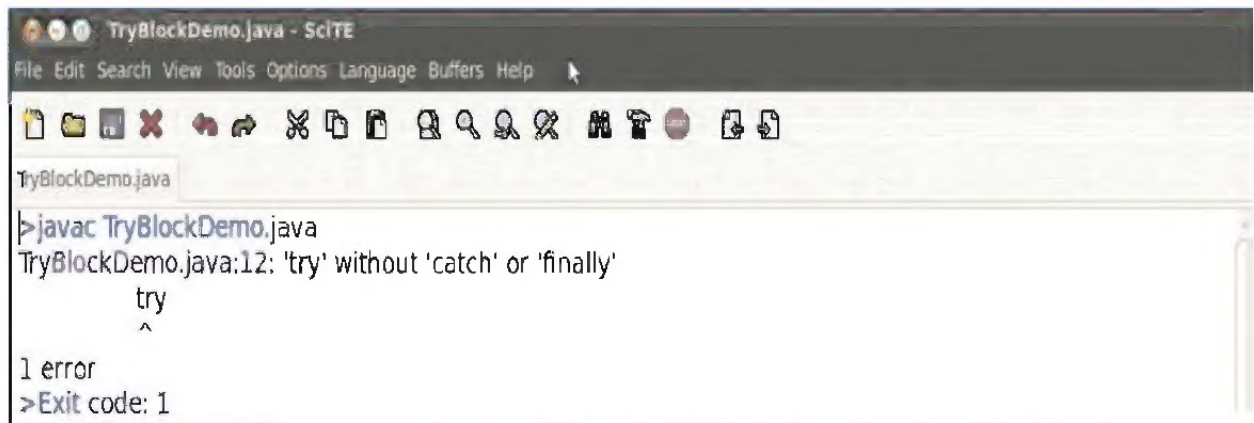 TryBlockDemo.java - SciTE
File Edit Search View Tools Options Language Buffers Help
TryBlockDemo.java
>javac TryBlockDemo.java
TryBlockDemo.java:12: 'try' without 'catch' or 'finally'
try
^
1 error
>Exit code: 1